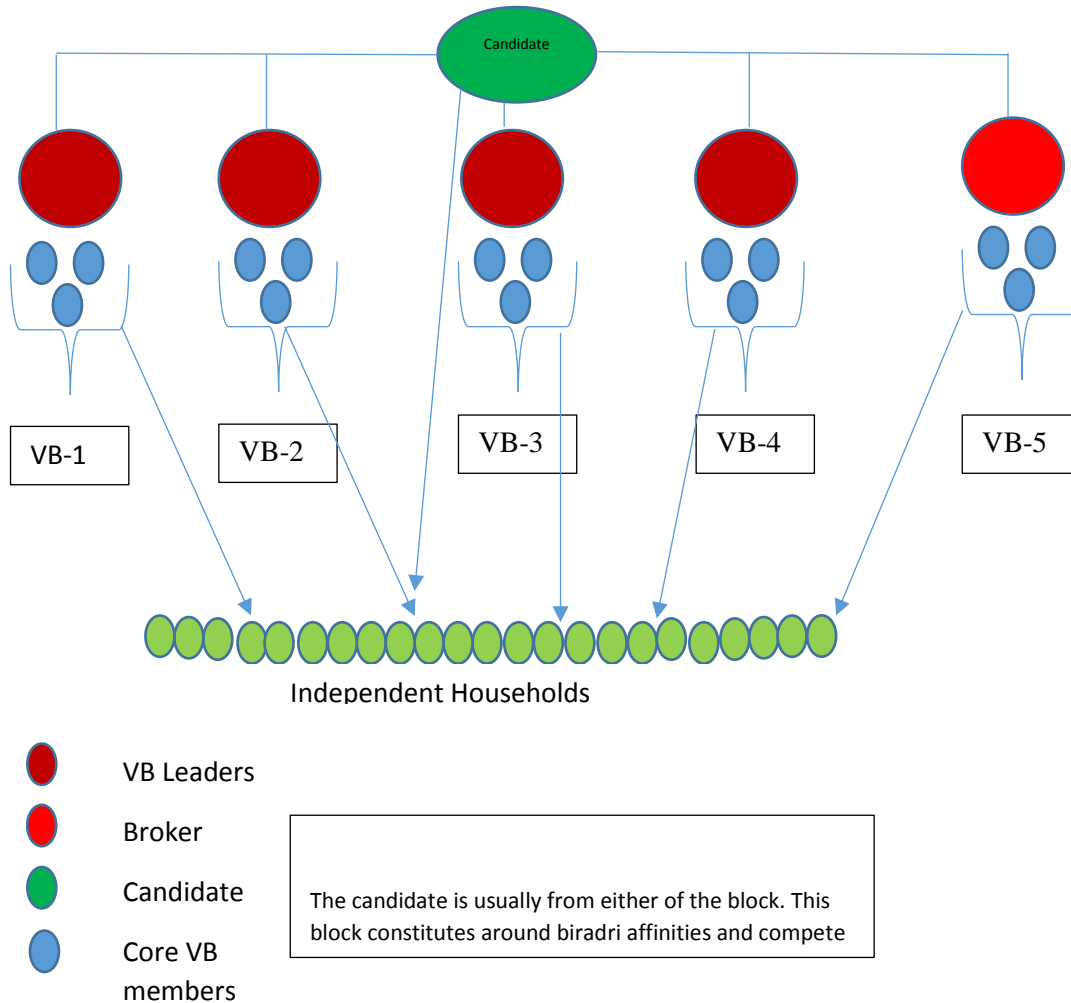 Candidate
VB-1
VB-2
VB-3
VB-4
VB-5
Independent Households
VB Leaders
Broker
Candidate
Core VB
members
The candidate is usually from either of the block. This
block constitutes around biradri affinities and compete